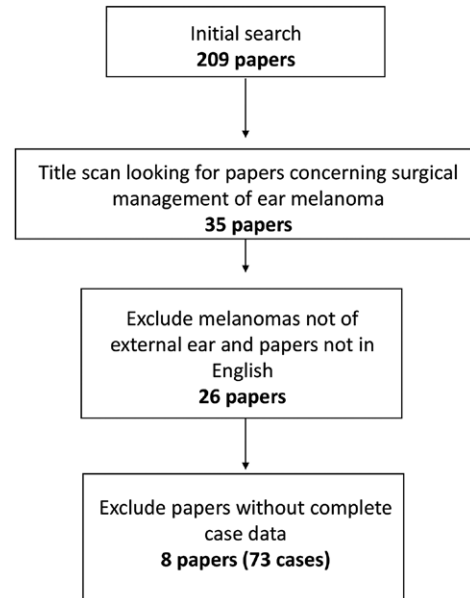 Initial search
209 papers
Title scan looking for papers concerning surgical
management of ear melanoma
35 papers
Exclude melanomas not of
external ear and papers not in
English
26 papers
Exclude papers without complete
case data
8 papers (73 cases)